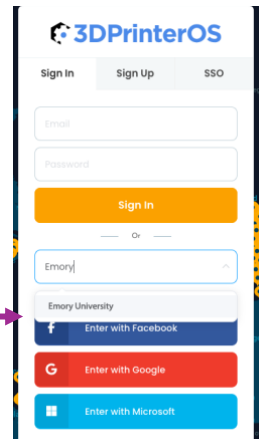 3DPrinterOS
Sign In Sign Up SSO
Email
Password
Sign In
Or
Emory
Emory University
f Enter with Facebook
G Enter with Google
Enter with Microsoft